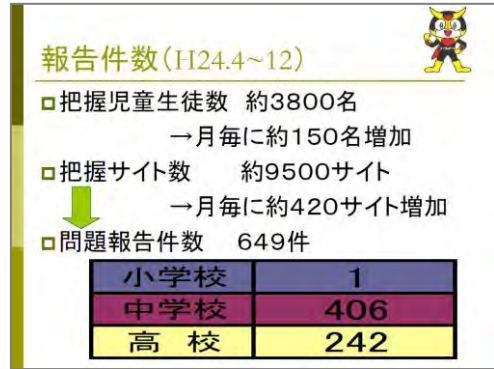 報告件数(H24.4~12)
把握児童生徒数 約3800名
→月毎に約150名増加
把握サイト数 約9500サイト
→月毎に約420サイト増加
問題報告件数 649件
小学校 1
中学校 406
高 校 242